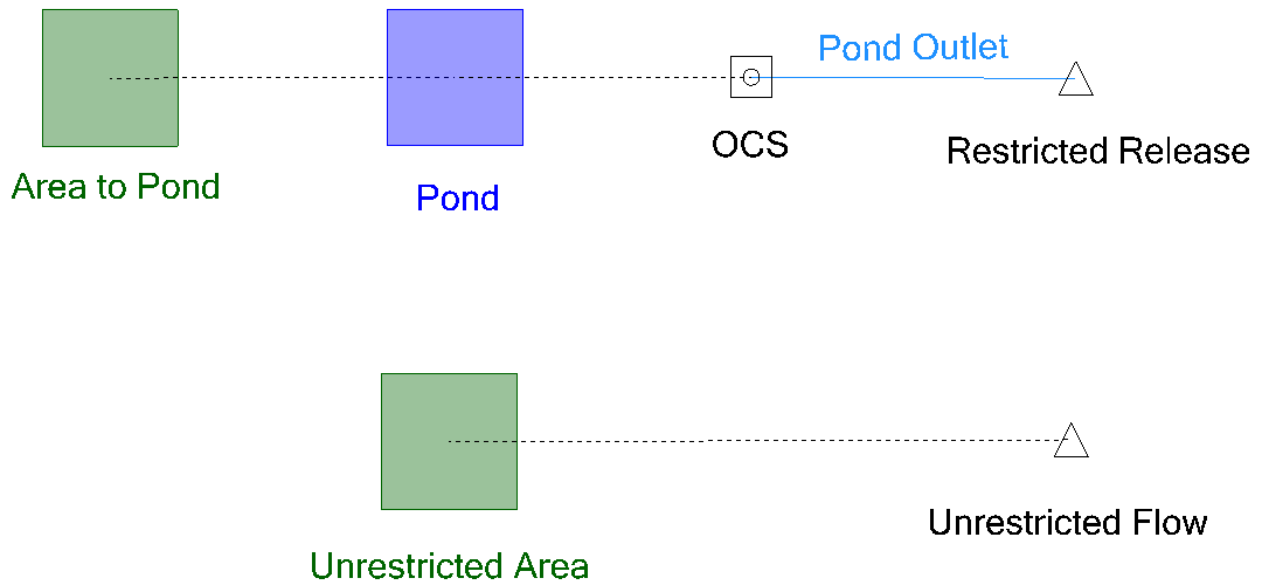 Pond Outlet
OCS
Restricted Release
Area to Pond
Pond
Unrestricted Flow
Unrestricted Area